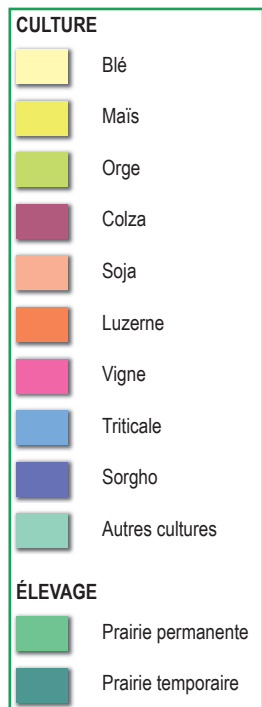 CULTURE
Blé
Maïs
Orge
Colza
Soja
Luzerne
Vigne
Triticale
Sorgho
Autres cultures
ÉLEVAGE
Prairie permanente
Prairie temporaire